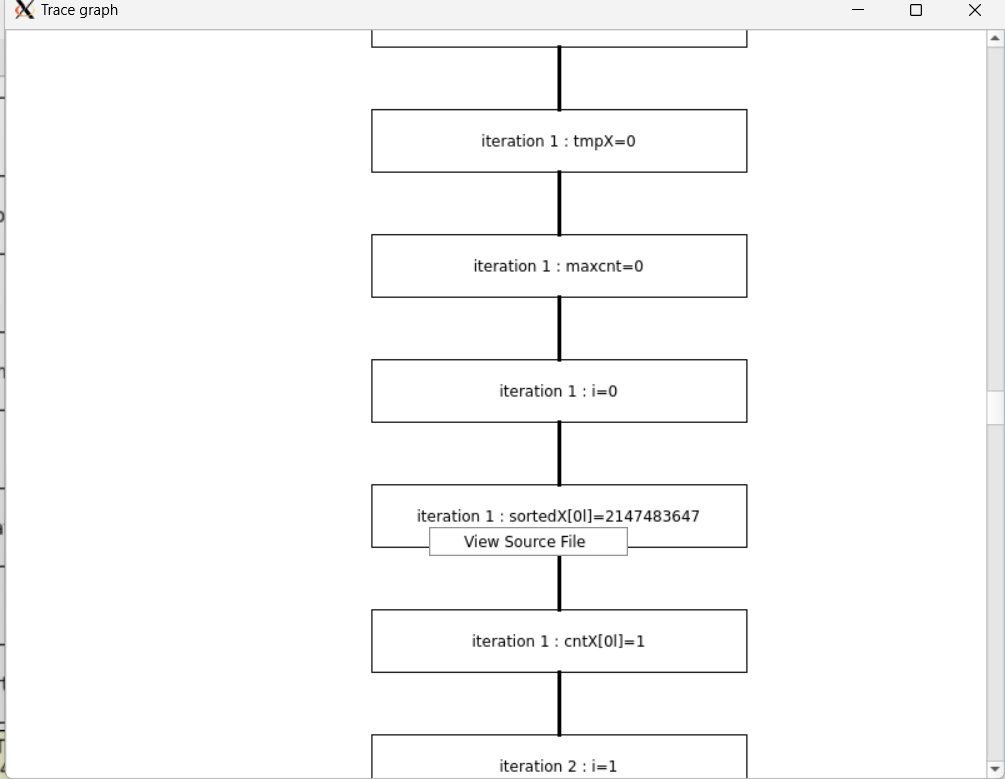 Trace graph
iteration 1 : tmpX=0
iteration 1 : maxcnt=0
iteration 1 : i=0
iteration 1 : sortedX[0l]=2147483647
View Source File
iteration 1 : cntX[0l]=1
iteration 2 : i=1